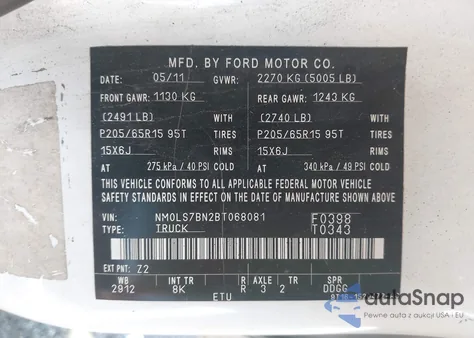 MFD. BY FORD MOTOR CO.
DATE: 05/11 GVWR: 2270 KG (5005 LB)
FRONT GAWR: 1130 KG REAR GAWR: 1243 KG
(2491 LB) WITH (2740 LB) WITH
P205/65R15 95T TIRES P205/65R15 95T TIRES
15X6J RIMS 15X6J RIMS
AT 275 kPa / 40 PSI COLD AT 340 kPa / 49 PSI COLD
THIS VEHICLE CONFORMS TO ALL APPLICABLE FEDERAL MOTOR VEHICLE
SAFETY STANDARDS IN EFFECT ON THE DATE OF MANUFACTURE SHOWN ABOVE.
VIN: NM0LS7BN2BT068081 F0398
TYPE: TRUCK T0343
EXT PNT: Z2
WB INT TR R AXLE TR SPR
2912 8K R 3 2 DDGG
ETU
autoSnap
Pewne auta z USA i Kanady